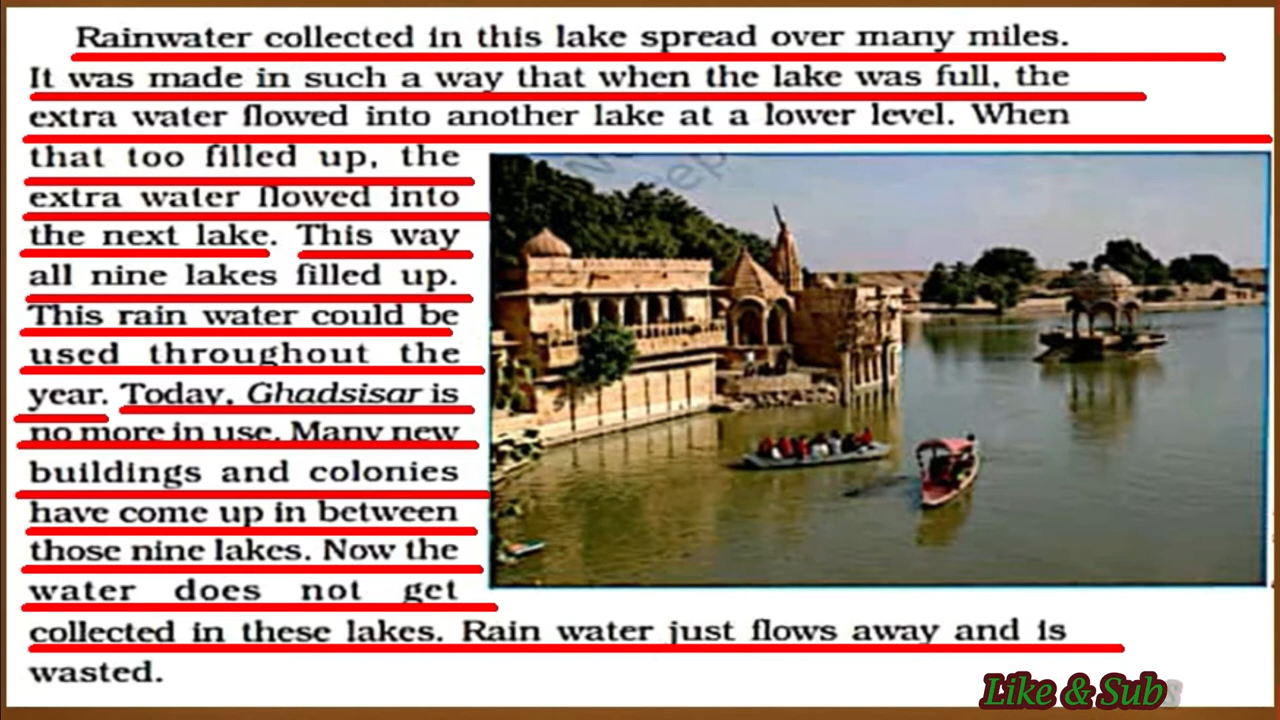 Rainwater collected in this lake spread over many miles.
It was made in such a way that when the lake was full, the
extra water flowed into another lake at a lower level. When
that too filled up, the
extra water flowed into
the next lake. This way
all nine lakes filled up.
This rain water could be
used throughout the
year. Today, Ghadsisar is
no more in use. Many new
buildings and colonies
have come up in between
those nine lakes. Now the
water does not get
collected in these lakes. Rain water just flows away and is
wasted.
Like & Subs